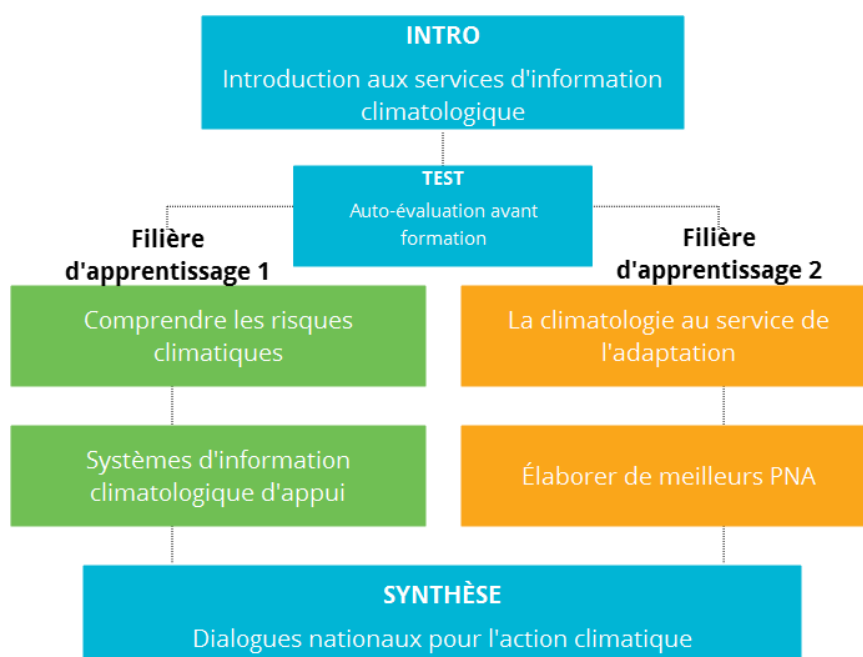 INTRO
Introduction aux services d'information
climatologique
TEST
Auto-évaluation avant
formation
Filière
d'apprentissage 1
Filière
d'apprentissage 2
Comprendre les risques
climatiques
La climatologie au service de
l'adaptation
Systèmes d'information
climatologique d'appui
Élaborer de meilleurs PNA
SYNTHÈSE
Dialogues nationaux pour l'action climatique